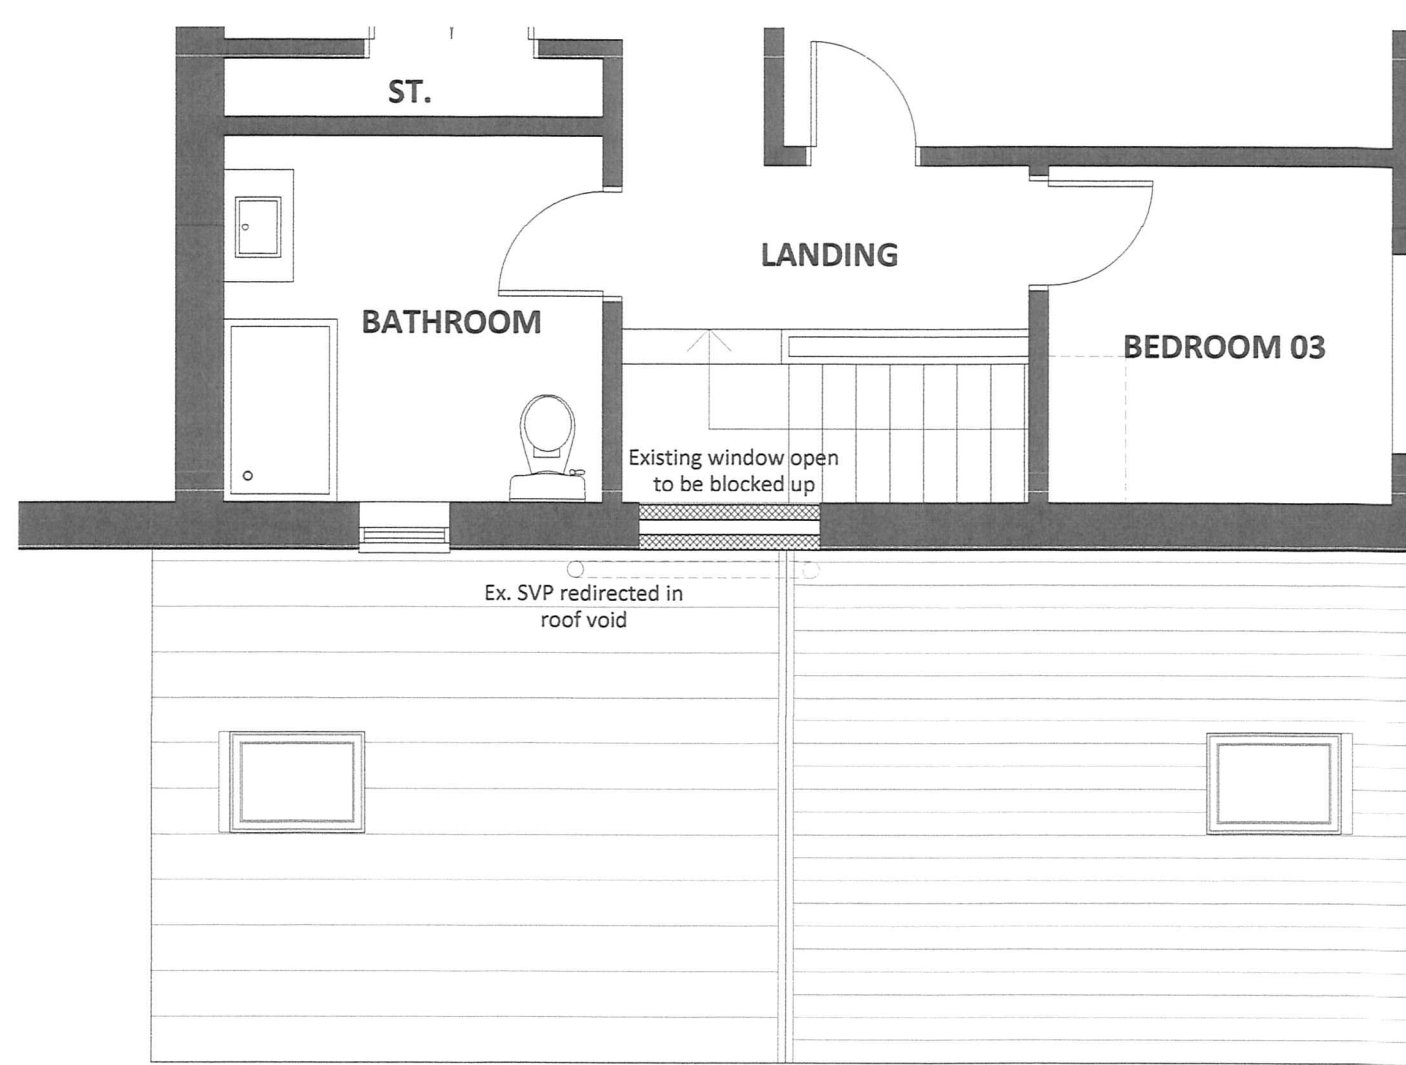 ST.
LANDING
BATHROOM
BEDROOM 03
Existing window open
to be blocked up
Ex. SVP redirected in
roof void